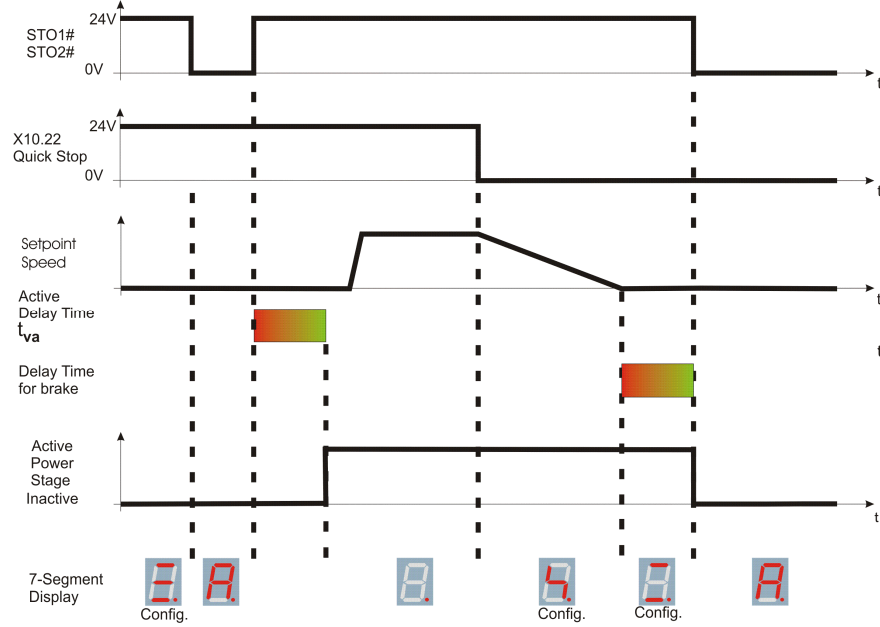 24V
STO1#
STO2#
0V
t
24V
X10.22
Quick Stop
0V
t
Setpoint
Speed
t
Active
Delay Time
tva
t
Delay Time
for brake
Active
Power
Stage
Inactive
t
7-Segment
Display
Config.
Config.
Config.